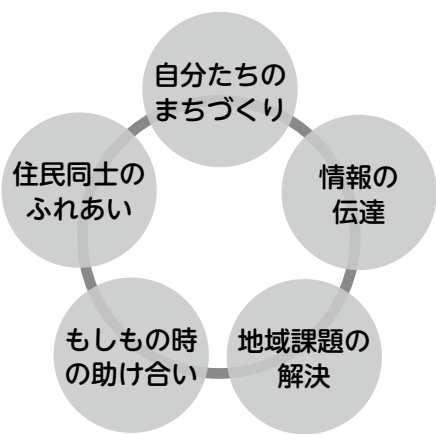 自分たちの
まちづくり
情報の
伝達
地域課題の
解決
もしもの時
の助け合い
住民同士の
ふれあい